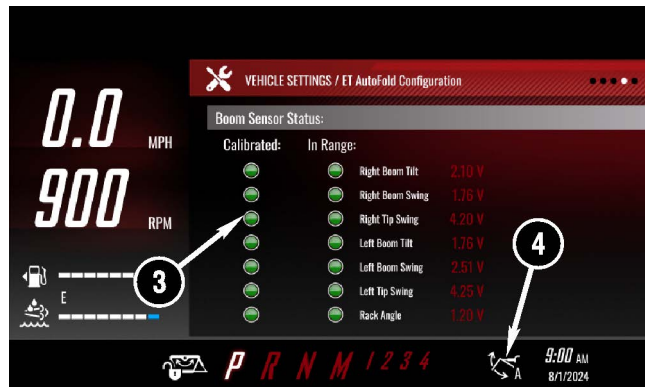 VEHICLE SETTINGS / ET AutoFold Configuration
0.0 MPH
900 RPM
E
Boom Sensor Status:
Calibrated: In Range:
Right Boom Tilt 2.10 V
Right Boom Swing 1.76 V
Right Tip Swing 4.20 V
Left Boom Tilt 1.76 V
Left Boom Swing 2.51 V
Left Tip Swing 4.25 V
Rack Angle 1.20 V
3
4
P R N M 1 2 3 4
A
9:00 AM
8/1/2024